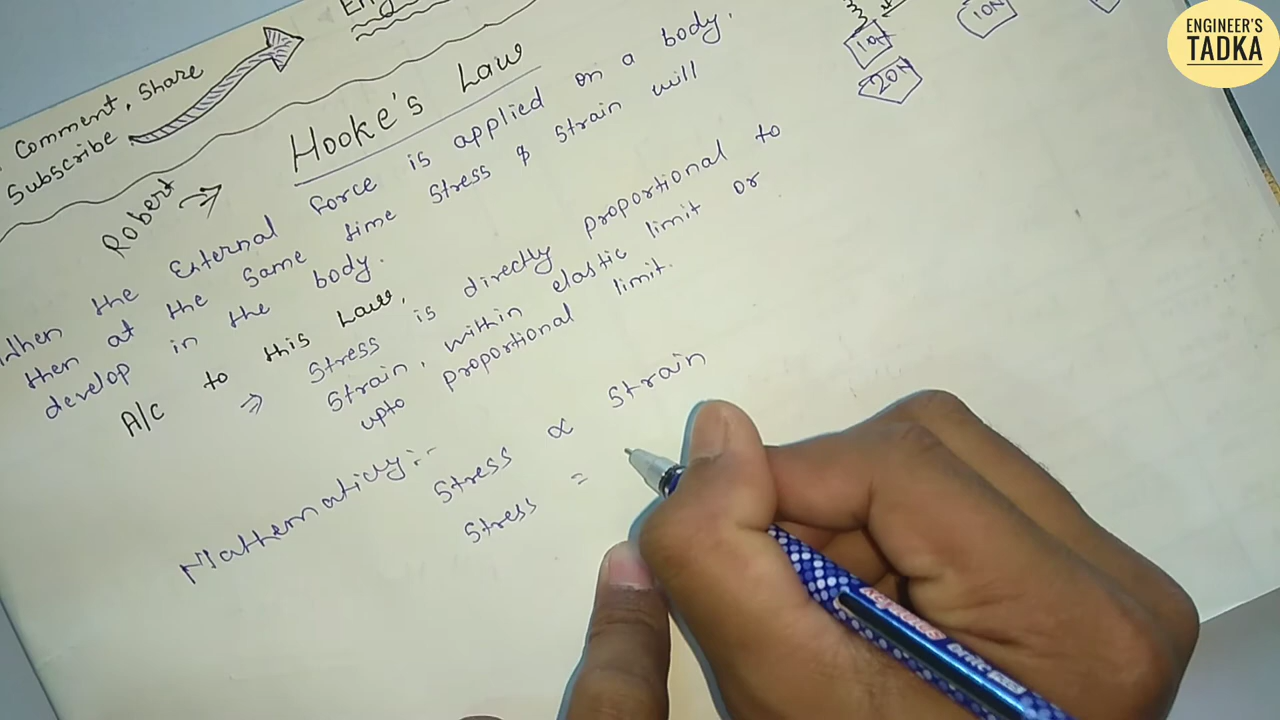 Comment, Share
Subscribe
Hooke's Law
Robert ⇒
When the External force is applied on a body.
then at the same time stress & strain will
develop in the body.
A/c to this Law,
⇒ Stress is directly proportional to
strain, within elastic limit or
upto proportional limit.
Stress ∝ Strain
Stress =
10N
20N
10N
ENGINEER'S
TADKA